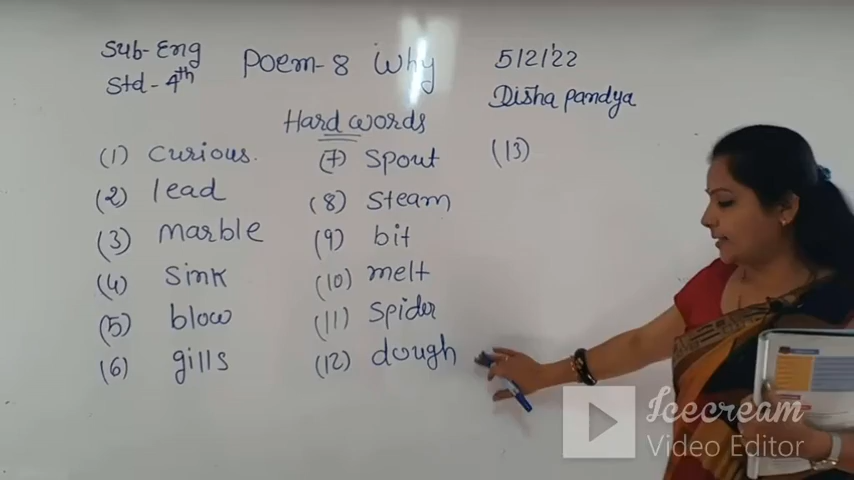 Sub- Eng
Std - 4th
Poem-8 Why
5/2/22
Disha pandya
Hard words
(1) Curious.
(2) lead
(3) Marble
(4) Sink
(5) blow
(6) gills
(7) Spout
(8) Steam
(9) bit
(10) melt
(11) Spider
(12) dough
(13)
Icecream
Video Editor